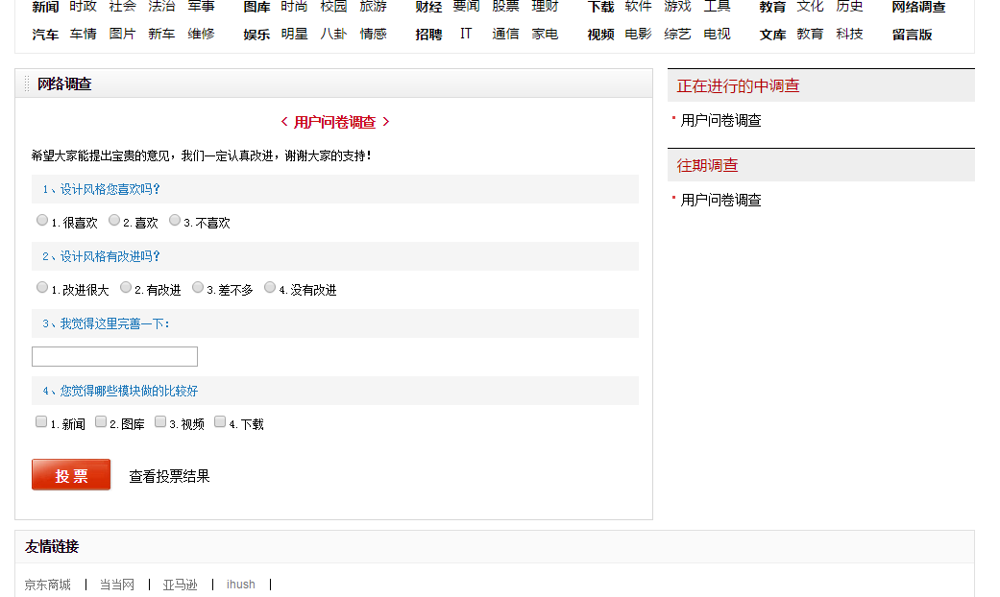 新闻 时政 社会 法治 军事 图库 时尚 校园 旅游 财经 要闻 股票 理财 下载 软件 游戏 工具 教育 文化 历史 网络调查
汽车 车情 图片 新车 维修 娱乐 明星 八卦 情感 招聘 IT 通信 家电 视频 电影 综艺 电视 文库 教育 科技 留言版
网络调查
< 用户问卷调查 >
希望大家能提出宝贵的意见，我们一定认真改进，谢谢大家的支持！
1、设计风格您喜欢吗？
1.很喜欢 2.喜欢 3.不喜欢
2、设计风格有改进吗？
1.改进很大 2.有改进 3.差不多 4.没有改进
3、我觉得这里完善一下：
4、您觉得哪些模块做的比较好
1.新闻 2.图库 3.视频 4.下载
投 票 查看投票结果
正在进行的中调查
用户问卷调查
往期调查
用户问卷调查
友情链接
京东商城 | 当当网 | 亚马逊 | ihush |